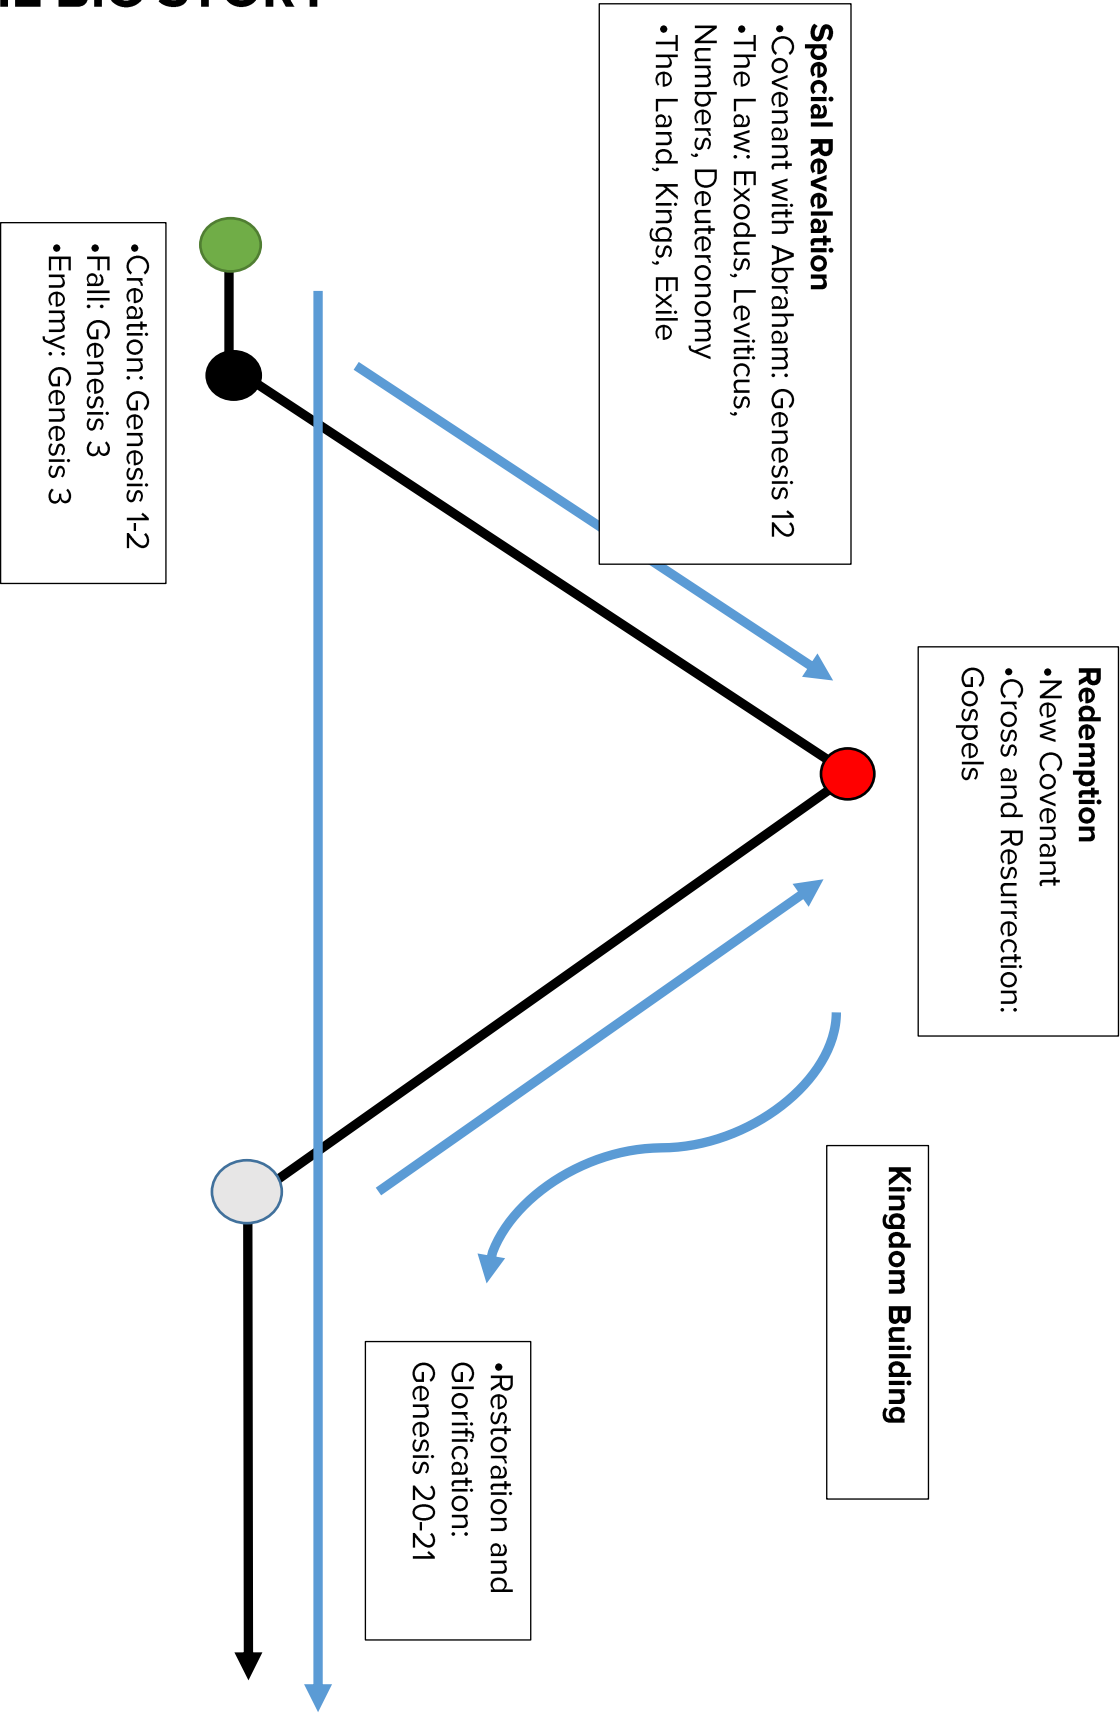 BIG STORY
Special Revelation
•Covenant with Abraham: Genesis 12
•The Law: Exodus, Leviticus,
Numbers, Deuteronomy
•The Land, Kings, Exile
•Creation: Genesis 1-2
•Fall: Genesis 3
•Enemy: Genesis 3
Redemption
•New Covenant
•Cross and Resurrection:
Gospels
Kingdom Building
•Restoration and
Glorification:
Genesis 20-21